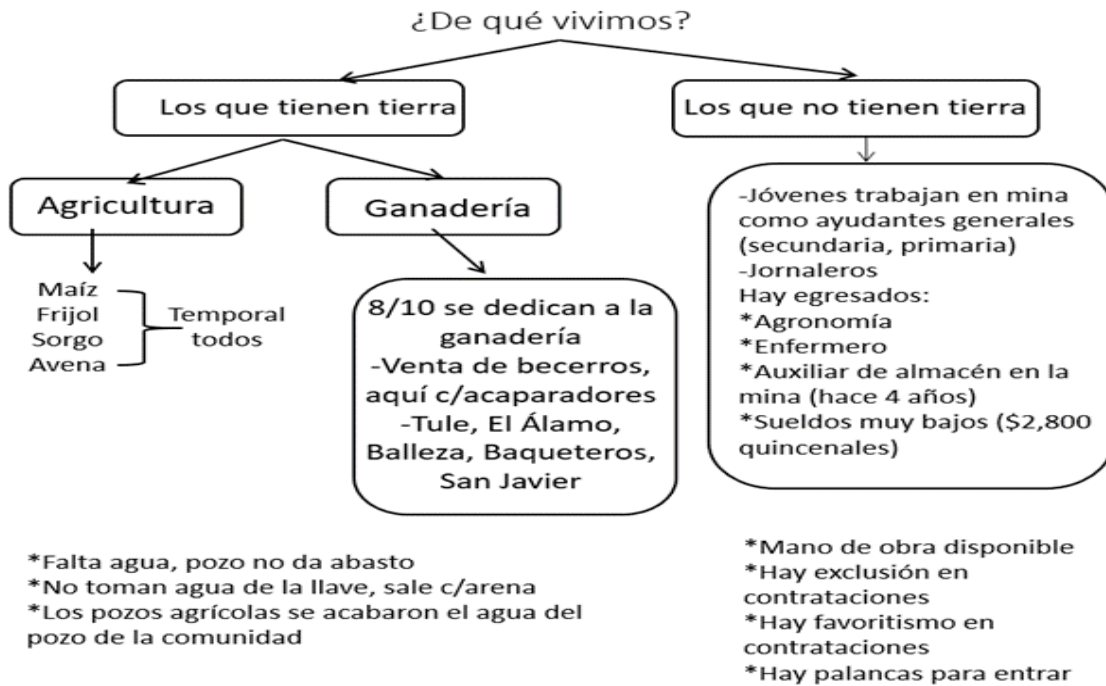 ¿De qué vivimos?
Los que tienen tierra
Los que no tienen tierra
Agricultura
Ganadería
Maíz
Frijol
Sorgo
Avena
Temporal
todos
8/10 se dedican a la
ganadería
-Venta de becerros,
aquí c/acaparadores
-Tule, El Álamo,
Balleza, Baqueteros,
San Javier
-Jóvenes trabajan en mina
como ayudantes generales
(secundaria, primaria)
-Jornaleros
Hay egresados:
*Agronomía
*Enfermero
*Auxiliar de almacén en la
mina (hace 4 años)
*Sueldos muy bajos ($2,800
quincenales)
*Falta agua, pozo no da abasto
*No toman agua de la llave, sale c/arena
*Los pozos agrícolas se acabaron el agua del
pozo de la comunidad
*Mano de obra disponible
*Hay exclusión en
contrataciones
*Hay favoritismo en
contrataciones
*Hay palancas para entrar